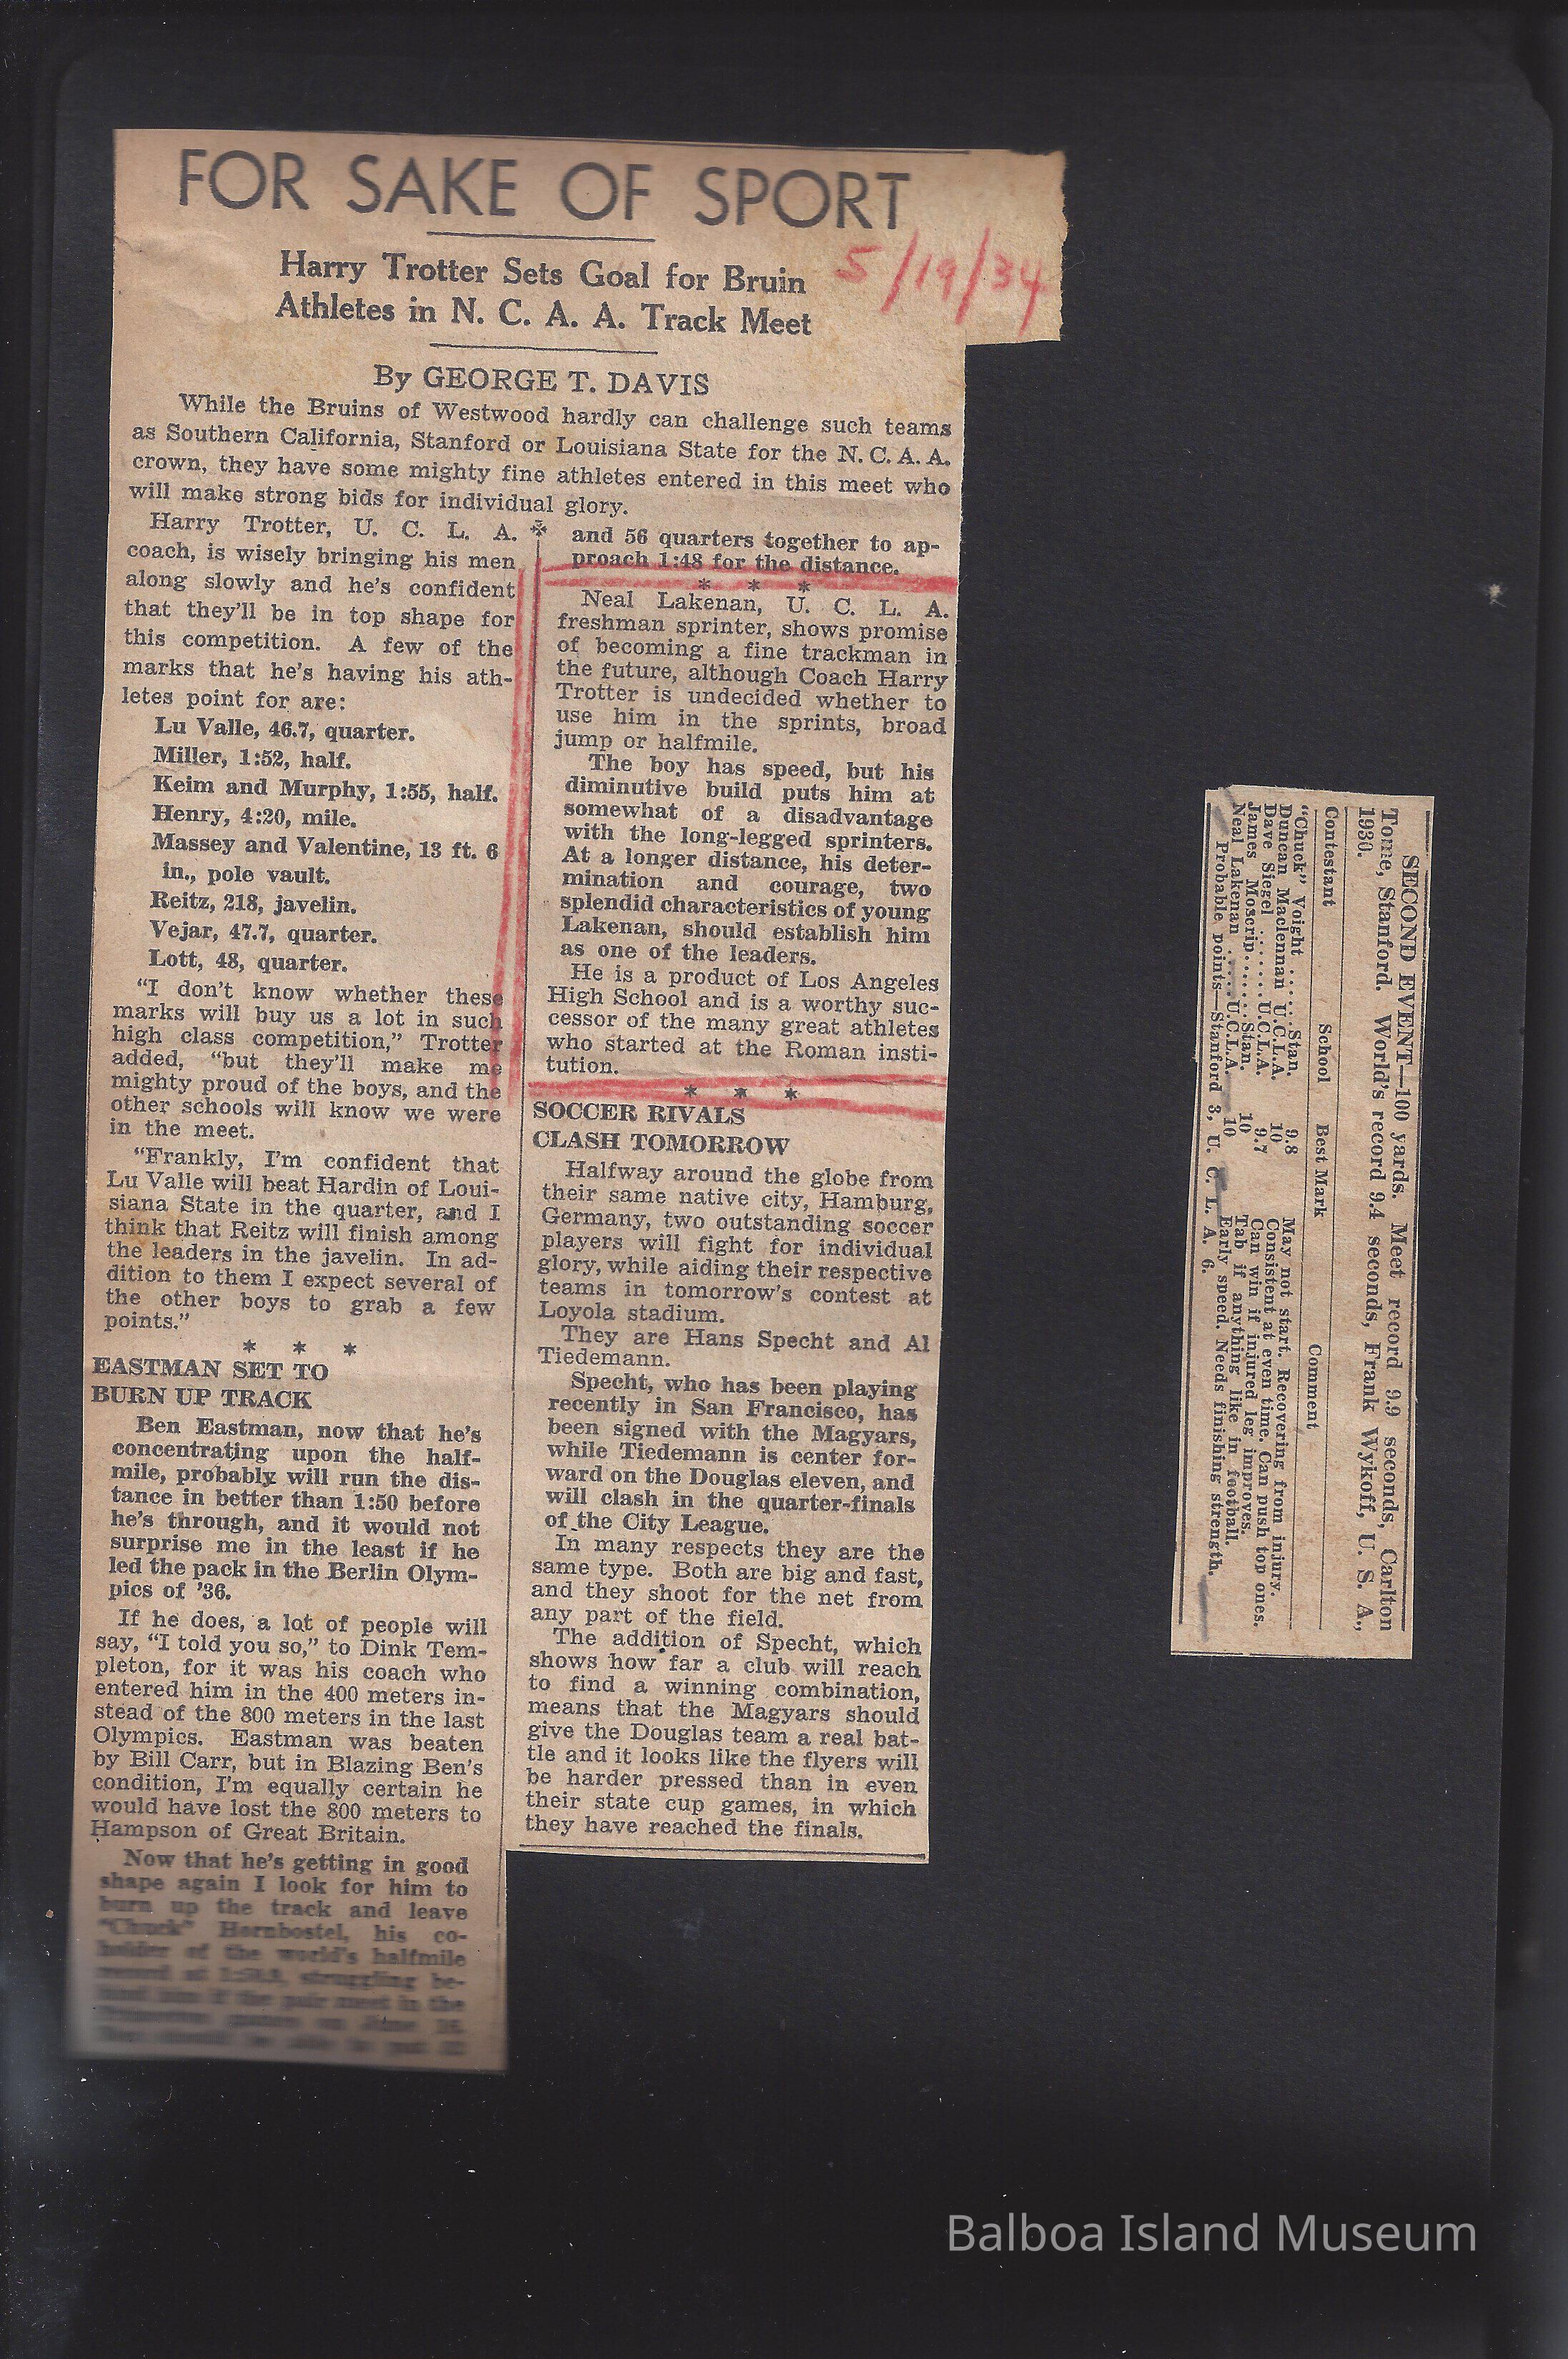 FOR SAKE OF SPORT
5/19/34
Harry Trotter Sets Goal for Bruin
Athletes in N. C. A. A. Track Meet
By GEORGE T. DAVIS
While the Bruins of Westwood hardly can challenge such teams
as Southern California, Stanford or Louisiana State for the N. C. A. A.
crown, they have some mighty fine athletes entered in this meet who
will make strong bids for individual glory.
Harry Trotter, U. C. L. A.
coach, is wisely bringing his men
along slowly and he's confident
that they'll be in top shape for
this competition. A few of the
marks that he's having his ath-
letes point for are:
Lu Valle, 46.7, quarter.
Miller, 1:52, half.
Keim and Murphy, 1:55, half.
Henry, 4:20, mile.
Massey and Valentine, 13 ft. 6
in., pole vault.
Reitz, 218, javelin.
Vejar, 47.7, quarter.
Lott, 48, quarter.
"I don't know whether these
marks will buy us a lot in such
high class competition," Trotter
added, "but they'll make me
mighty proud of the boys, and the
other schools will know we were
in the meet.
"Frankly, I'm confident that
Lu Valle will beat Hardin of Loui-
siana State in the quarter, and I
think that Reitz will finish among
the leaders in the javelin. In ad-
dition to them I expect several of
the other boys to grab a few
points."
* * *
EASTMAN SET TO
BURN UP TRACK
Ben Eastman, now that he's
concentrating upon the half-
mile, probably will run the dis-
tance in better than 1:50 before
he's through, and it would not
surprise me in the least if he
led the pack in the Berlin Olym-
pics of '36.
If he does, a lot of people will
say, "I told you so," to Dink Tem-
pleton, for it was his coach who
entered him in the 400 meters in-
stead of the 800 meters in the last
Olympics. Eastman was beaten
by Bill Carr, but in Blazing Ben's
condition, I'm equally certain he
would have lost the 800 meters to
Hampson of Great Britain.
Now that he's getting in good
shape again I look for him to
burn up the track and leave
"Chuck" Hornbostel, his co-
holder of the world's halfmile
struggling be-
and 56 quarters together to ap-
proach 1:48 for the distance.
* * *
Neal Lakenan, U. C. L. A.
freshman sprinter, shows promise
of becoming a fine trackman in
the future, although Coach Harry
Trotter is undecided whether to
use him in the sprints, broad
jump or halfmile.
The boy has speed, but his
diminutive build puts him at
somewhat of a disadvantage
with the long-legged sprinters.
At a longer distance, his deter-
mination and courage, two
splendid characteristics of young
Lakenan, should establish him
as one of the leaders.
He is a product of Los Angeles
High School and is a worthy suc-
cessor of the many great athletes
who started at the Roman insti-
tution.
* * *
SOCCER RIVALS
CLASH TOMORROW
Halfway around the globe from
their same native city, Hamburg,
Germany, two outstanding soccer
players will fight for individual
glory, while aiding their respective
teams in tomorrow's contest at
Loyola stadium.
They are Hans Specht and Al
Tiedemann.
Specht, who has been playing
recently in San Francisco, has
been signed with the Magyars,
while Tiedemann is center for-
ward on the Douglas eleven, and
will clash in the quarter-finals
of the City League.
In many respects they are the
same type. Both are big and fast,
and they shoot for the net from
any part of the field.
The addition of Specht, which
shows how far a club will reach
to find a winning combination,
means that the Magyars should
give the Douglas team a real bat-
tle and it looks like the flyers will
be harder pressed than in even
their state cup games, in which
they have reached the finals.
SECOND EVENT—100 yards. Meet record 9.9 seconds, Carlton
Tome, Stanford. World's record 9.4 seconds, Frank Wykoff, U. S. A.,
1930.
Contestant School Best Mark Comment
"Chuck" Voight ...... Stan. 9.8 May not start. Recovering from injury.
Duncan Maclennan U.C.L.A. 10 Consistent at even time. Can push top ones.
Dave Siegel ...... U.C.L.A. 9.7 Can win if injured leg improves.
James Moscrip...... Stan. 10 Tab if anything like in football.
Neal Lakenan .... U.C.L.A. 10 Early speed. Needs finishing strength.
Probable points—Stanford 3, U. C. L. A. 6.
Balboa Island Museum